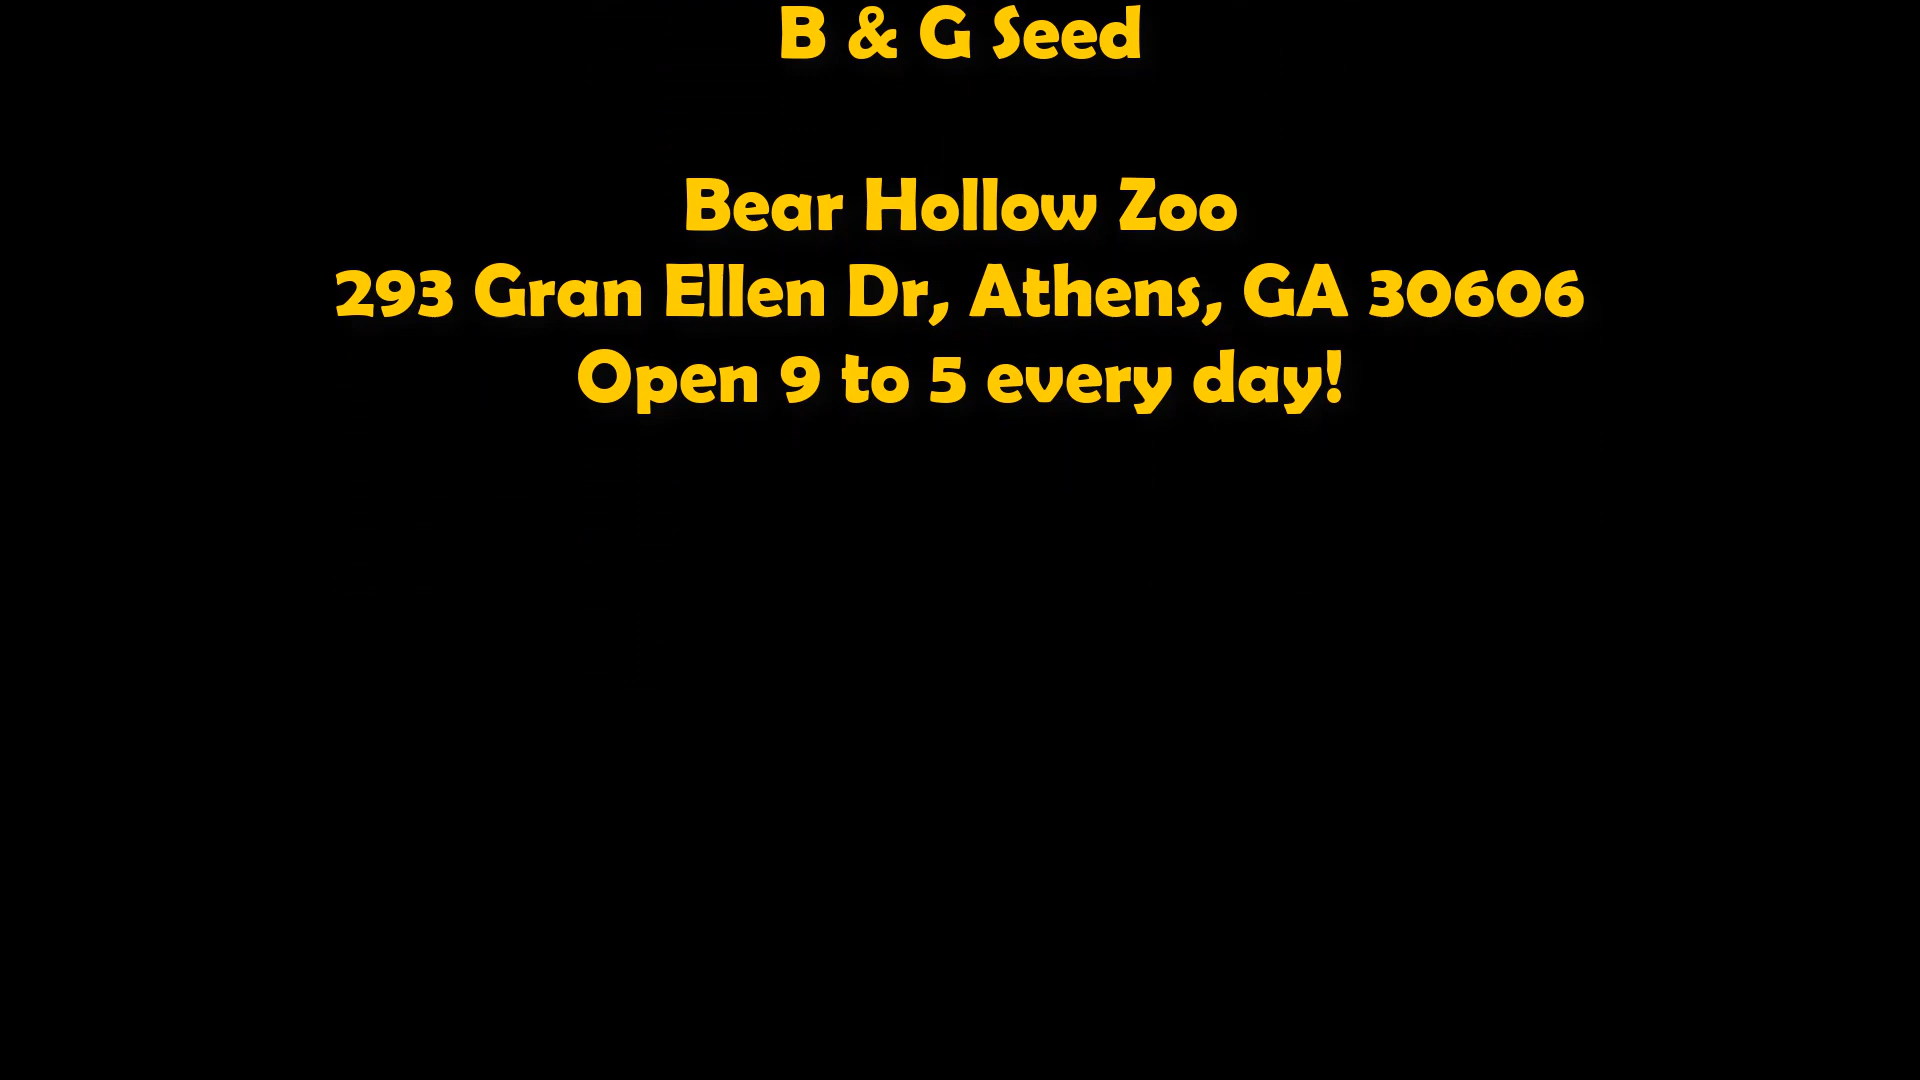 B & G Seed
Bear Hollow Zoo
293 Gran Ellen Dr, Athens, GA 30606
Open 9 to 5 every day!